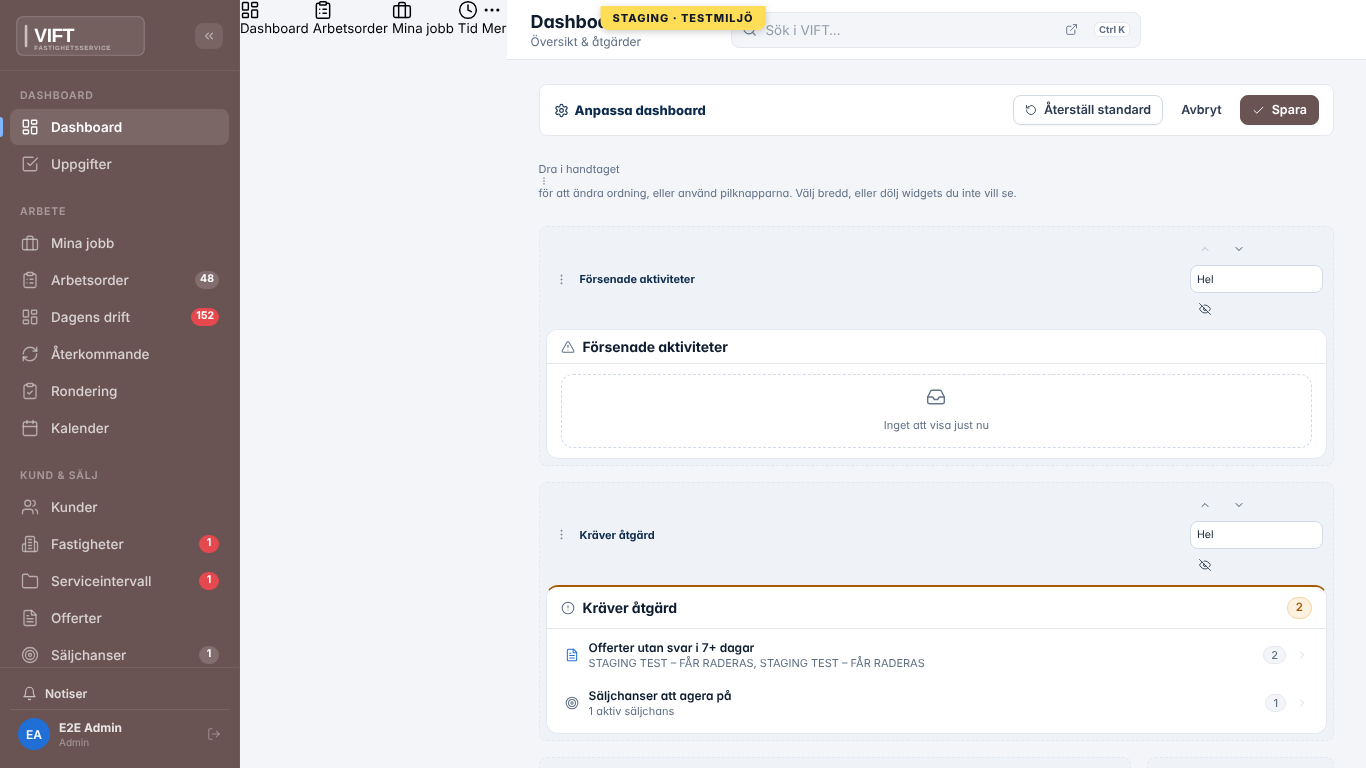 VIFT
FASTIGHETSSERVICE
DASHBOARD
Dashboard
Uppgifter
ARBETE
Mina jobb
Arbetsorder 48
Dagens drift 152
Återkommande
Rondering
Kalender
KUND & SÄLJ
Kunder
Fastigheter 1
Serviceintervall 1
Offerter
Säljchanser 1
Notiser
EA
E2E Admin
Admin
Dashboard Arbetsorder Mina jobb Tid Mer
STAGING · TESTMILJÖ
Översikt & åtgärder
Sök i VIFT...
Ctrl K
Anpassa dashboard
Återställ standard
Avbryt
Spara
Dra i handtaget
för att ändra ordning, eller använd pilknapparna. Välj bredd, eller dölj widgets du inte vill se.
Försenade aktiviteter
Hel
Försenade aktiviteter
Inget att visa just nu
Kräver åtgärd
Hel
Kräver åtgärd 2
Offerter utan svar i 7+ dagar
STAGING TEST – FÅR RADERAS, STAGING TEST – FÅR RADERAS
2
Säljchanser att agera på
1 aktiv säljchans
1